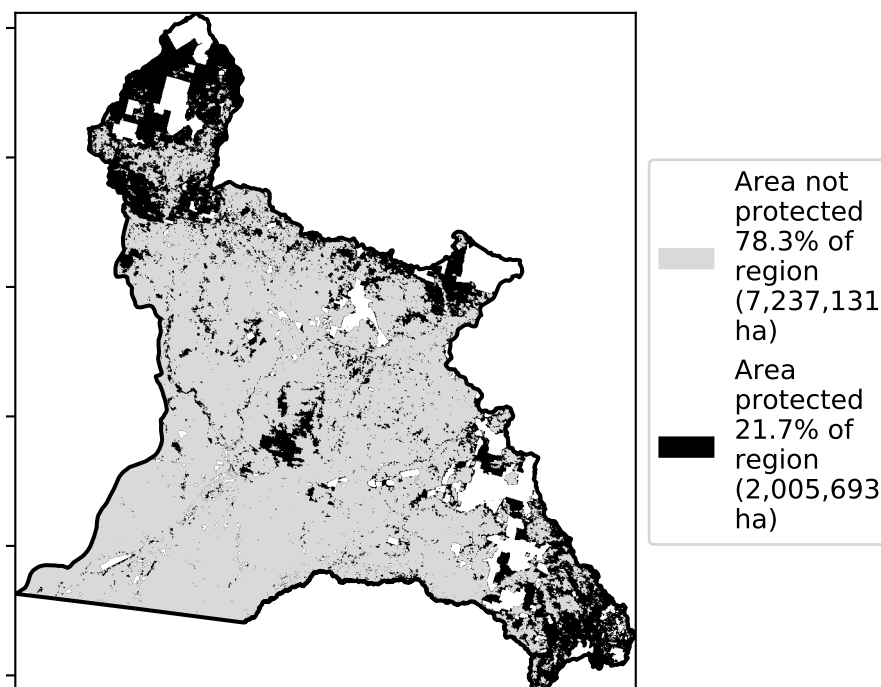 Area not
protected
78.3% of
region
(7,237,131
ha)
Area
protected
21.7% of
region
(2,005,693
ha)